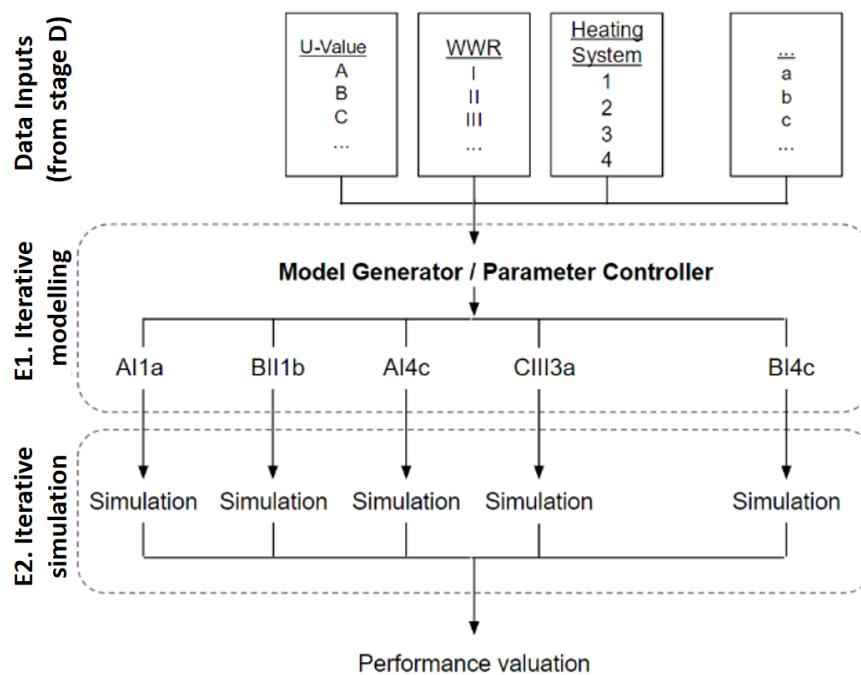 Data Inputs
(from stage D)
U-Value
A
B
C
...
WWR
I
II
III
...
Heating
System
1
2
3
4
...
a
b
c
...
E1. Iterative
modelling
Model Generator / Parameter Controller
AI1a
BII1b
AI4c
CIII3a
BI4c
E2. Iterative
simulation
Simulation
Simulation
Simulation
Simulation
Simulation
Performance valuation